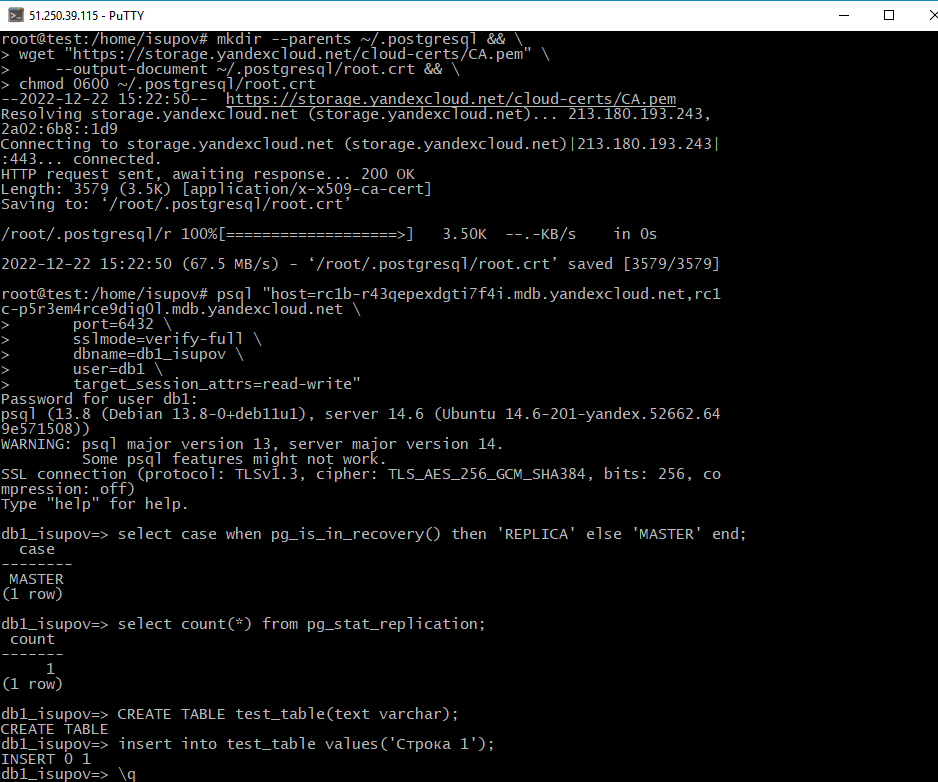 51.250.39.115 - PuTTY
root@test:/home/isupov# mkdir --parents ~/.postgresql && \
> wget "https://storage.yandexcloud.net/cloud-certs/CA.pem" \
>     --output-document ~/.postgresql/root.crt && \
> chmod 0600 ~/.postgresql/root.crt
--2022-12-22 15:22:50--  https://storage.yandexcloud.net/cloud-certs/CA.pem
Resolving storage.yandexcloud.net (storage.yandexcloud.net)... 213.180.193.243,
2a02:6b8::1d9
Connecting to storage.yandexcloud.net (storage.yandexcloud.net)|213.180.193.243|
:443... connected.
HTTP request sent, awaiting response... 200 OK
Length: 3579 (3.5K) [application/x-x509-ca-cert]
Saving to: ‘/root/.postgresql/root.crt’
/root/.postgresql/r 100%[===================>]   3.50K  --.-KB/s    in 0s
2022-12-22 15:22:50 (67.5 MB/s) - ‘/root/.postgresql/root.crt’ saved [3579/3579]
root@test:/home/isupov# psql "host=rc1b-r43qepexdgti7f4i.mdb.yandexcloud.net,rc1
c-p5r3em4rce9diq0l.mdb.yandexcloud.net \
>       port=6432 \
>       sslmode=verify-full \
>       dbname=db1_isupov \
>       user=db1 \
>       target_session_attrs=read-write"
Password for user db1:
psql (13.8 (Debian 13.8-0+deb11u1), server 14.6 (Ubuntu 14.6-201-yandex.52662.64
9e571508))
WARNING: psql major version 13, server major version 14.
         Some psql features might not work.
SSL connection (protocol: TLSv1.3, cipher: TLS_AES_256_GCM_SHA384, bits: 256, co
mpression: off)
Type "help" for help.
db1_isupov=> select case when pg_is_in_recovery() then 'REPLICA' else 'MASTER' end;
  case
--------
 MASTER
(1 row)
db1_isupov=> select count(*) from pg_stat_replication;
 count
-------
     1
(1 row)
db1_isupov=> CREATE TABLE test_table(text varchar);
CREATE TABLE
db1_isupov=> insert into test_table values('Строка 1');
INSERT 0 1
db1_isupov=> \q